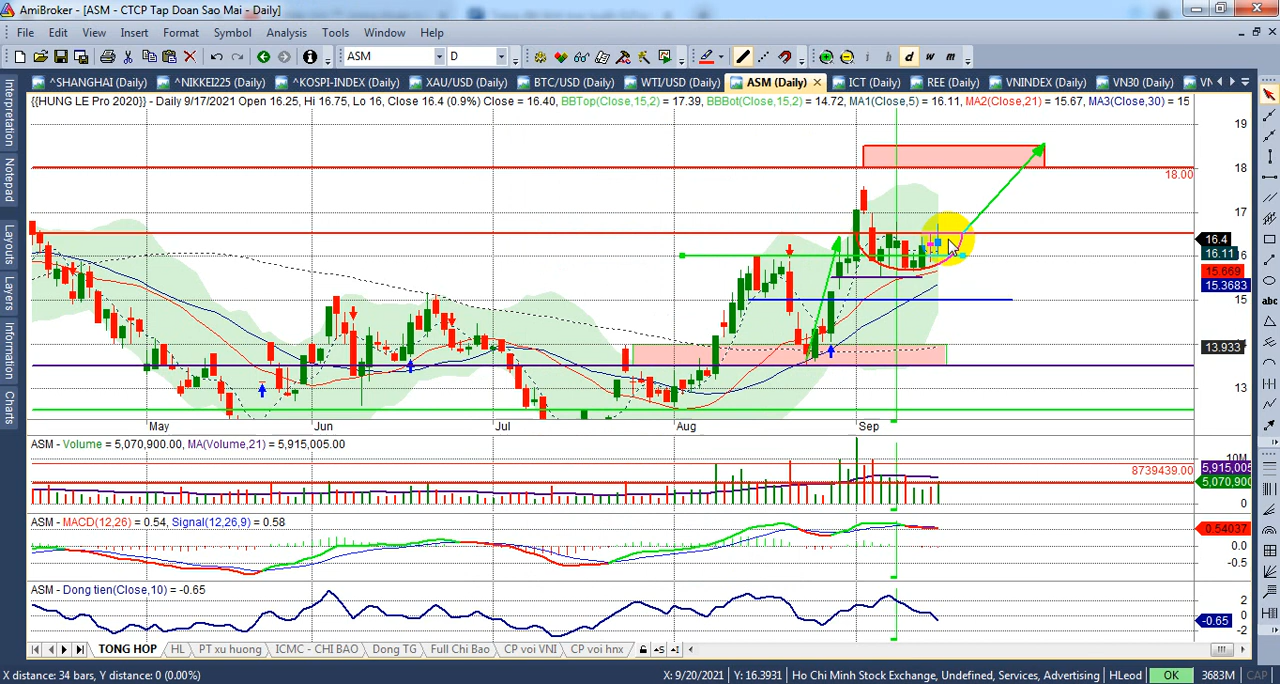 AmiBroker - [ASM - CTCP Tap Doan Sao Mai - Daily]
File Edit View Insert Format Symbol Analysis Tools Window Help
ASM D i h d w m
^SHANGHAI (Daily) ^NIKKEI225 (Daily) ^KOSPI-INDEX (Daily) XAU/USD (Daily) BTC/USD (Daily) WTI/USD (Daily) ASM (Daily) ICT (Daily) REE (Daily) VNINDEX (Daily) VN30 (Daily)
{{HUNG LE Pro 2020}} - Daily 9/17/2021 Open 16.25, Hi 16.75, Lo 16, Close 16.4 (0.9%) Close = 16.40, BBTop(Close,15,2) = 17.39, BBBot(Close,15,2) = 14.72, MA1(Close,5) = 16.11, MA2(Close,21) = 15.67, MA3(Close,30) = 15
Interpretation
Notepad
Layouts
Layers
Information
Charts
abc
19
18
18.00
17
16.4
16.11
15.669
15.3683
15
13.933
13
May Jun Jul Aug Sep
ASM - Volume = 5,070,900.00, MA(Volume,21) = 5,915,005.00
10M
8739439.00
5,915,005
5,070,900
0
ASM - MACD(12,26) = 0.54, Signal(12,26,9) = 0.58
0.54037
0.0
-0.5
ASM - Dong tien(Close,10) = -0.65
2
0
-0.65
-2
TONG HOP HL PT xu huong ICMC - CHI BAO Dong TG Full Chi Bao CP voi VNI CP voi hnx
X distance: 34 bars, Y distance: 0 (0.00%) X: 9/20/2021 Y: 16.3931 Ho Chi Minh Stock Exchange, Undefined, Services, Advertising HLeod OK 3683M CAP